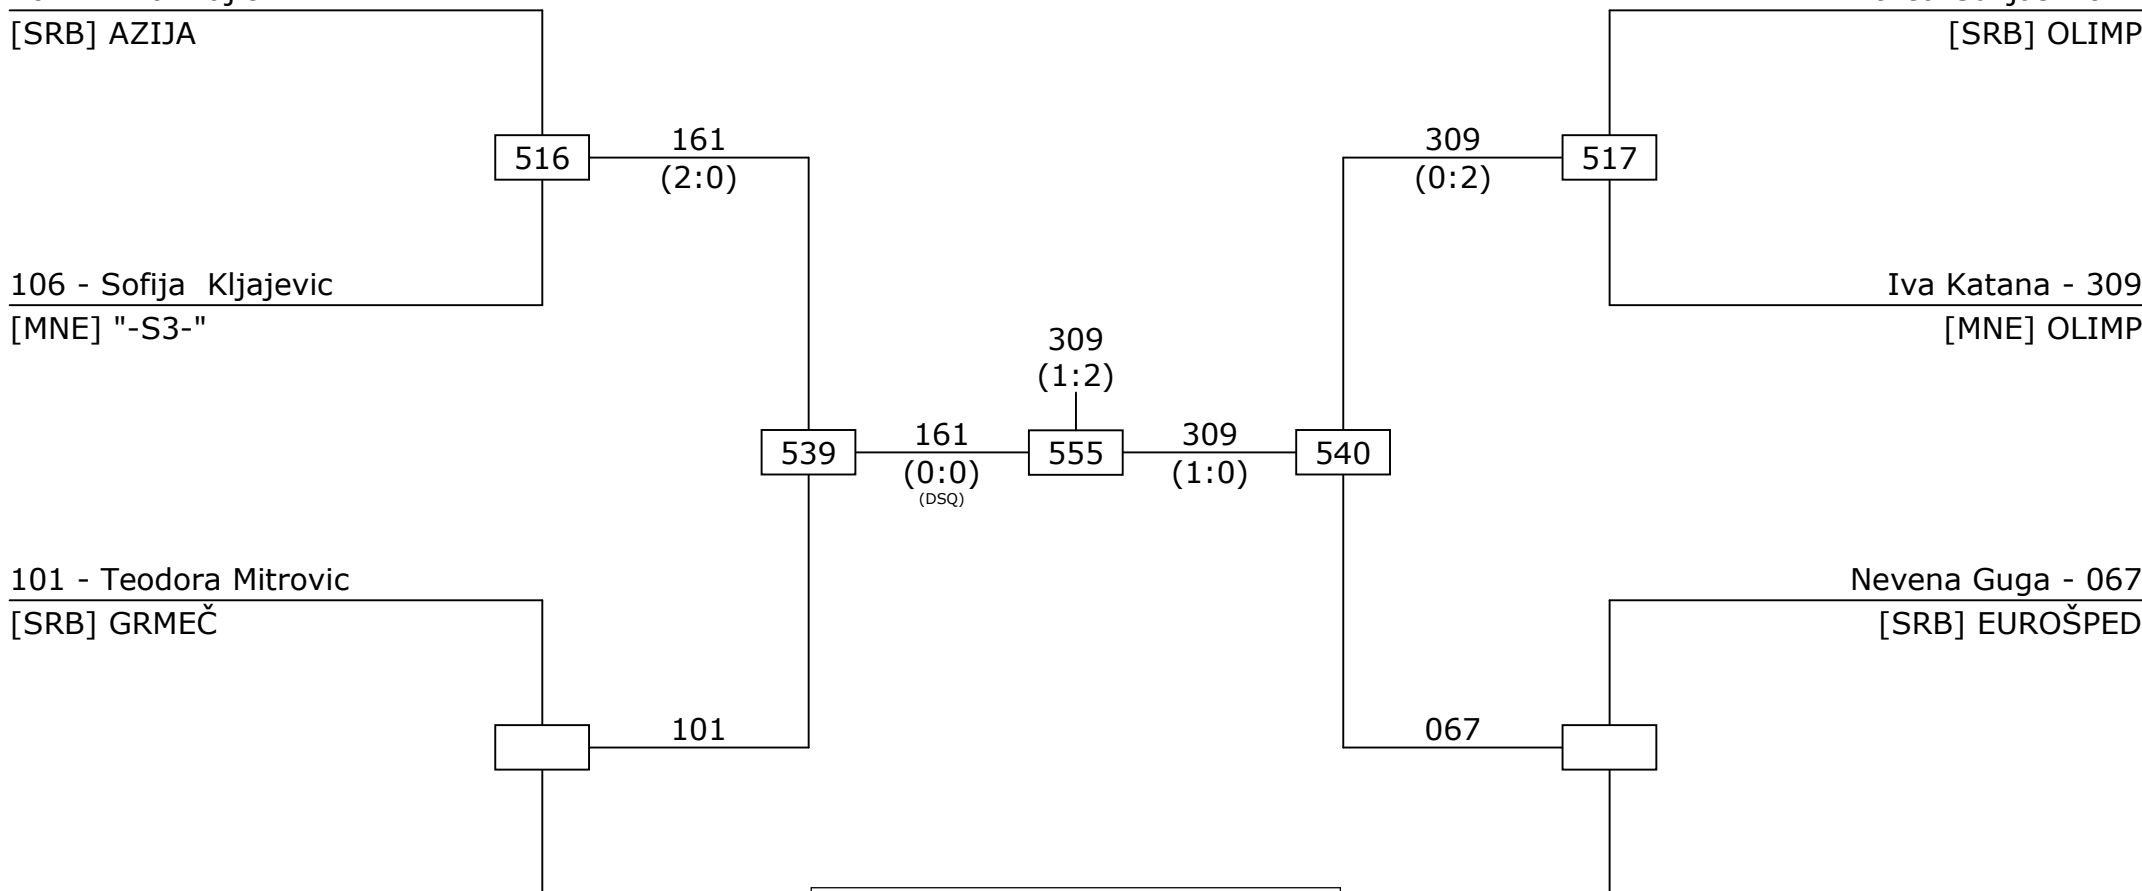 [SRB] AZIJA
[SRB] OLIMP
161
309
516
517
(2:0)
(0:2)
106 - Sofija  Kljajevic
Iva Katana - 309
[MNE] "-S3-"
[MNE] OLIMP
309
(1:2)
161
309
539
555
540
(0:0)
(1:0)
(DSQ)
101 - Teodora Mitrovic
Nevena Guga - 067
[SRB] GRMEČ
[SRB] EUROŠPED
101
067